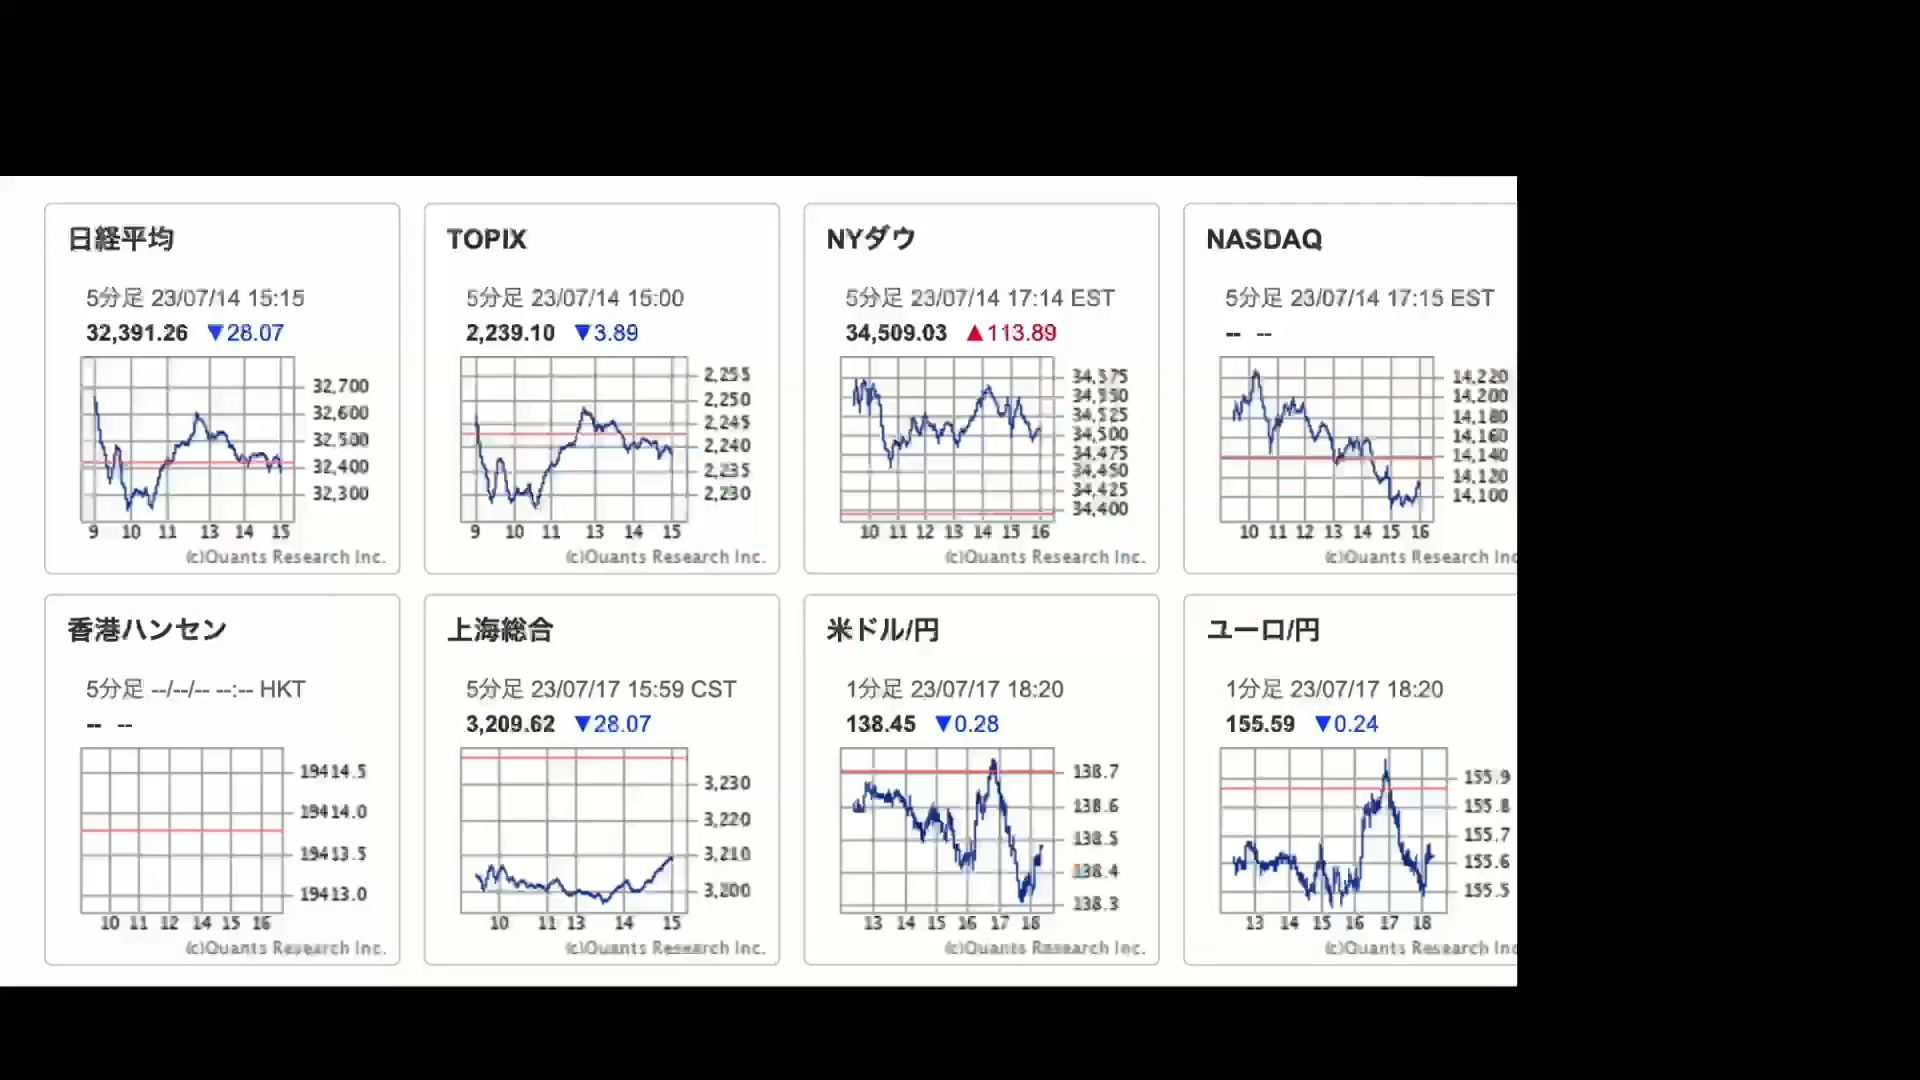 日経平均
5分足 23/07/14 15:15
32,391.26 ▼28.07
32,700
32,600
32,500
32,400
32,300
9 10 11 13 14 15
(c)Quants Research Inc.
TOPIX
5分足 23/07/14 15:00
2,239.10 ▼3.89
2,255
2,250
2,245
2,240
2,235
2,230
9 10 11 13 14 15
(c)Quants Research Inc.
NYダウ
5分足 23/07/14 17:14 EST
34,509.03 ▲113.89
34,575
34,550
34,525
34,500
34,475
34,450
34,425
34,400
10 11 12 13 14 15 16
(c)Quants Research Inc.
NASDAQ
5分足 23/07/14 17:15 EST
-- --
14,220
14,200
14,180
14,160
14,140
14,120
14,100
10 11 12 13 14 15 16
(c)Quants Research Inc
香港ハンセン
5分足 --/--/-- --:-- HKT
-- --
19414.5
19414.0
19413.5
19413.0
10 11 12 14 15 16
(c)Quants Research Inc.
上海総合
5分足 23/07/17 15:59 CST
3,209.62 ▼28.07
3,230
3,220
3,210
3,200
10 11 13 14 15
(c)Quants Research Inc.
米ドル/円
1分足 23/07/17 18:20
138.45 ▼0.28
138.7
138.6
138.5
138.4
138.3
13 14 15 16 17 18
(c)Quants Research Inc.
ユーロ/円
1分足 23/07/17 18:20
155.59 ▼0.24
155.9
155.8
155.7
155.6
155.5
13 14 15 16 17 18
(c)Quants Research Inc